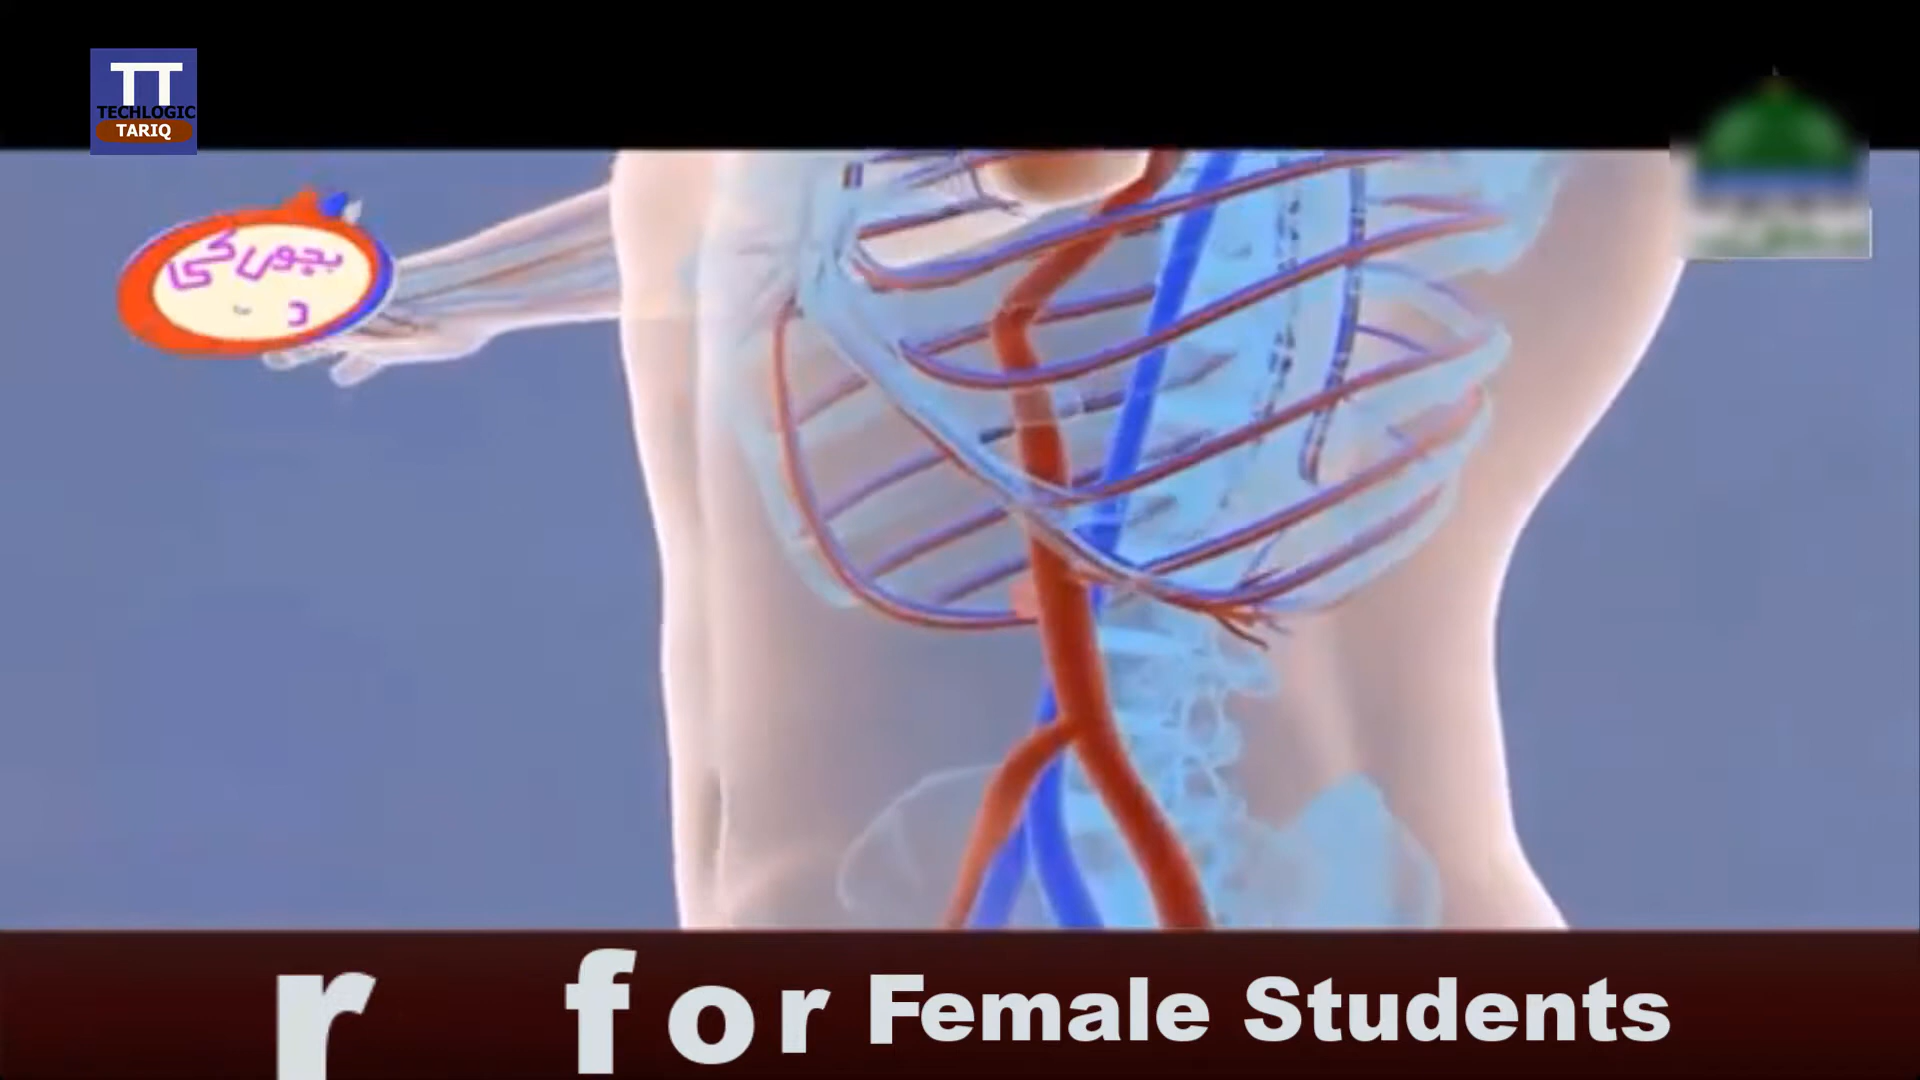 TT
TECHLOGIC
TARIQ
بچوں کی
r for Female Students